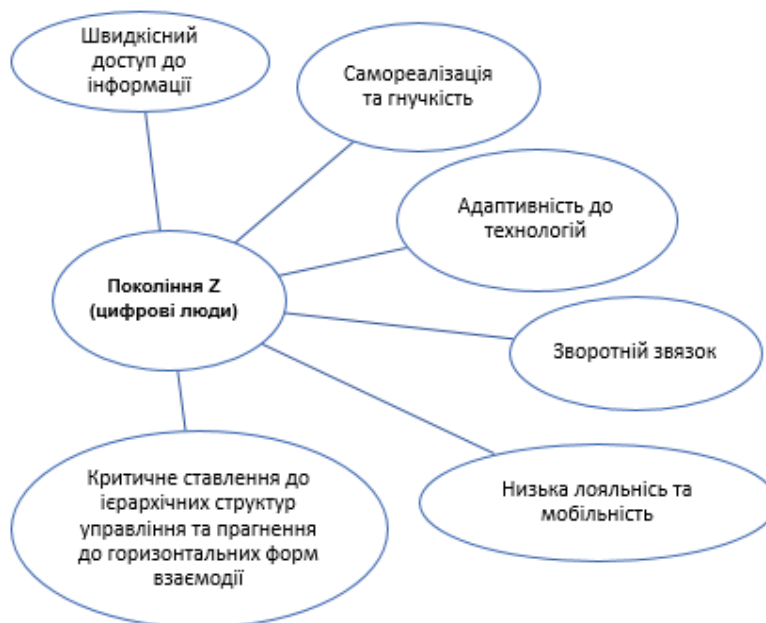 Швидкісний
доступ до
інформації
Самореалізація
та гнучкість
Адаптивність до
технологій
Покоління Z
(цифрові люди)
Зворотній звязок
Критичне ставлення до
ієрархічних структур
управління та прагнення
до горизонтальних форм
взаємодії
Низька лояльнісь та
мобільність